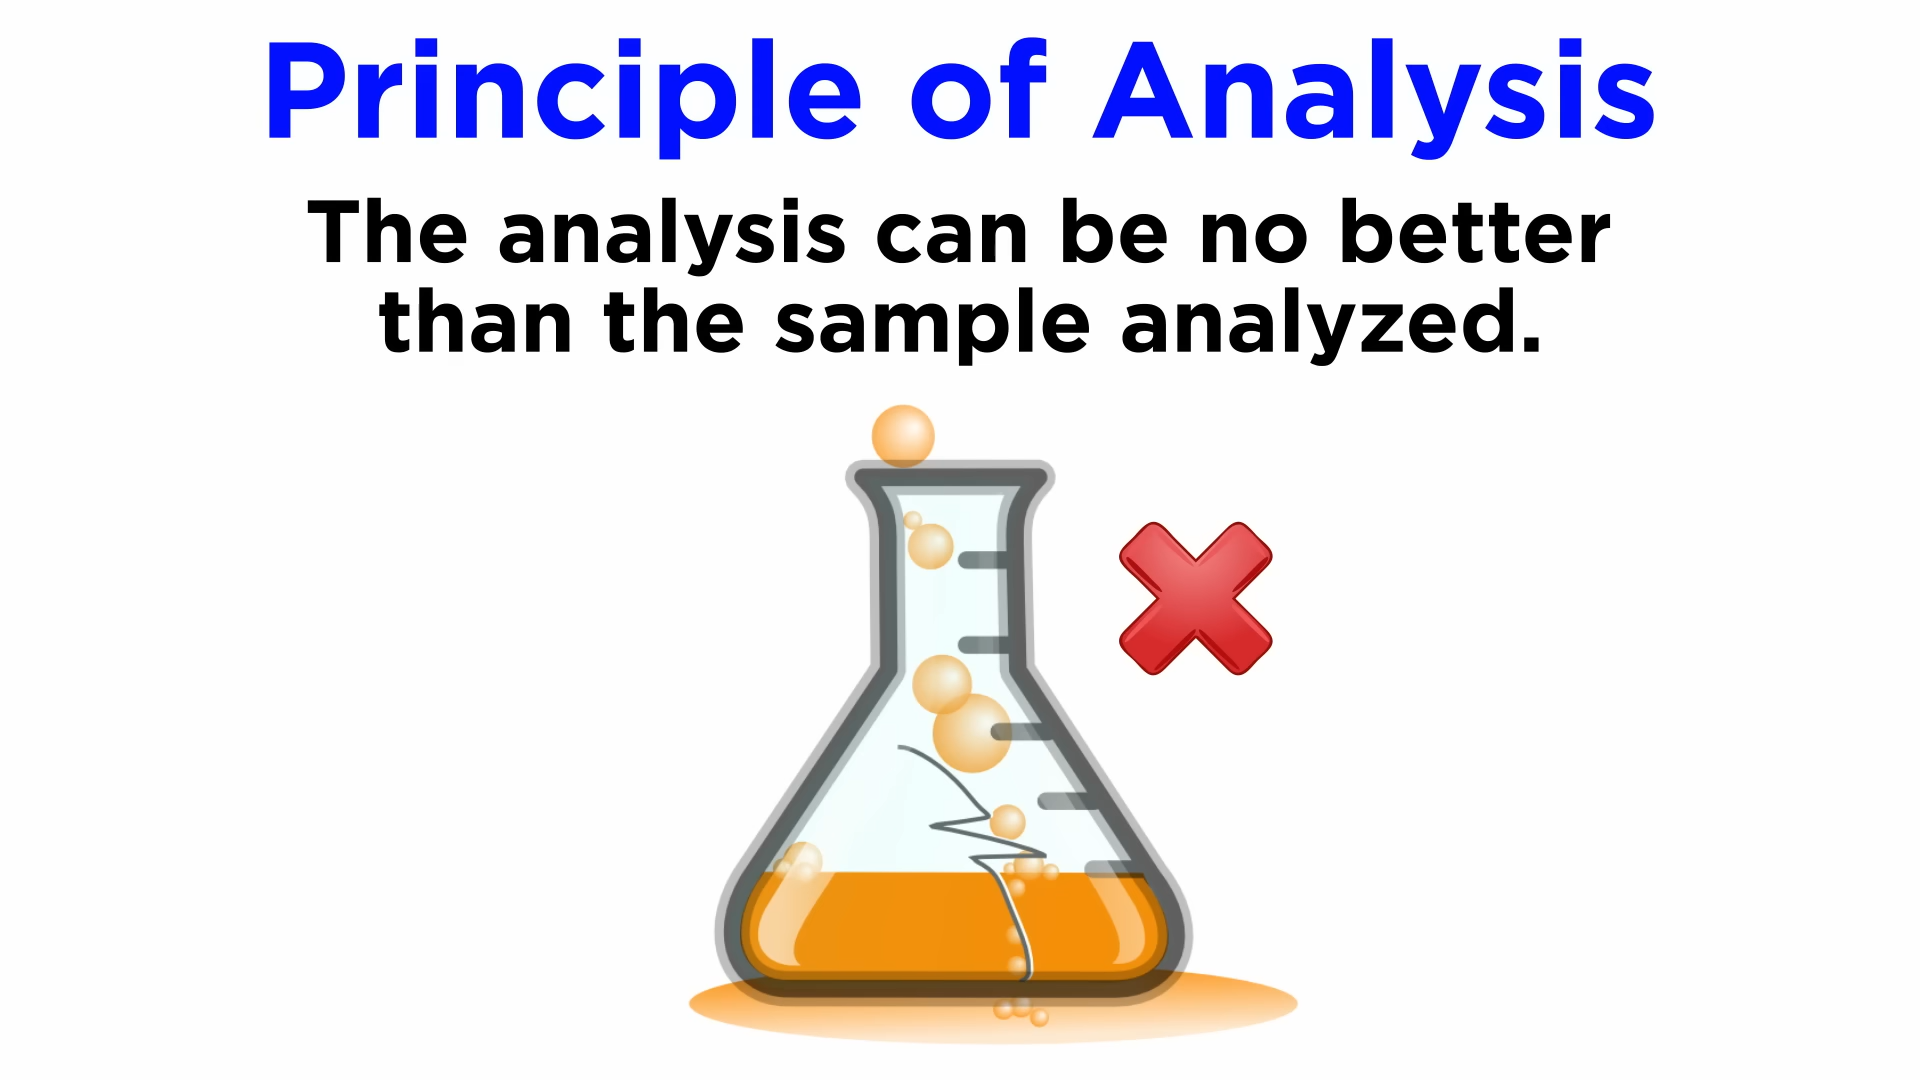 Principle of Analysis
The analysis can be no better
than the sample analyzed.